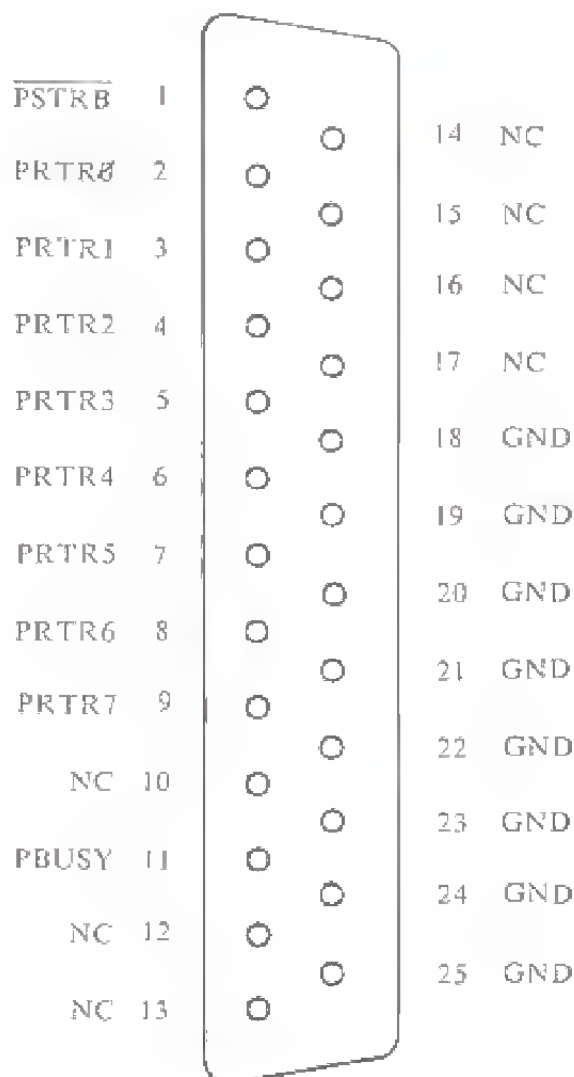 PSTRB 1
14 NC
PRTR0 2
15 NC
PRTR1 3
16 NC
PRTR2 4
17 NC
PRTR3 5
18 GND
PRTR4 6
19 GND
PRTR5 7
20 GND
PRTR6 8
21 GND
PRTR7 9
22 GND
NC 10
23 GND
PBUSY 11
24 GND
NC 12
25 GND
NC 13